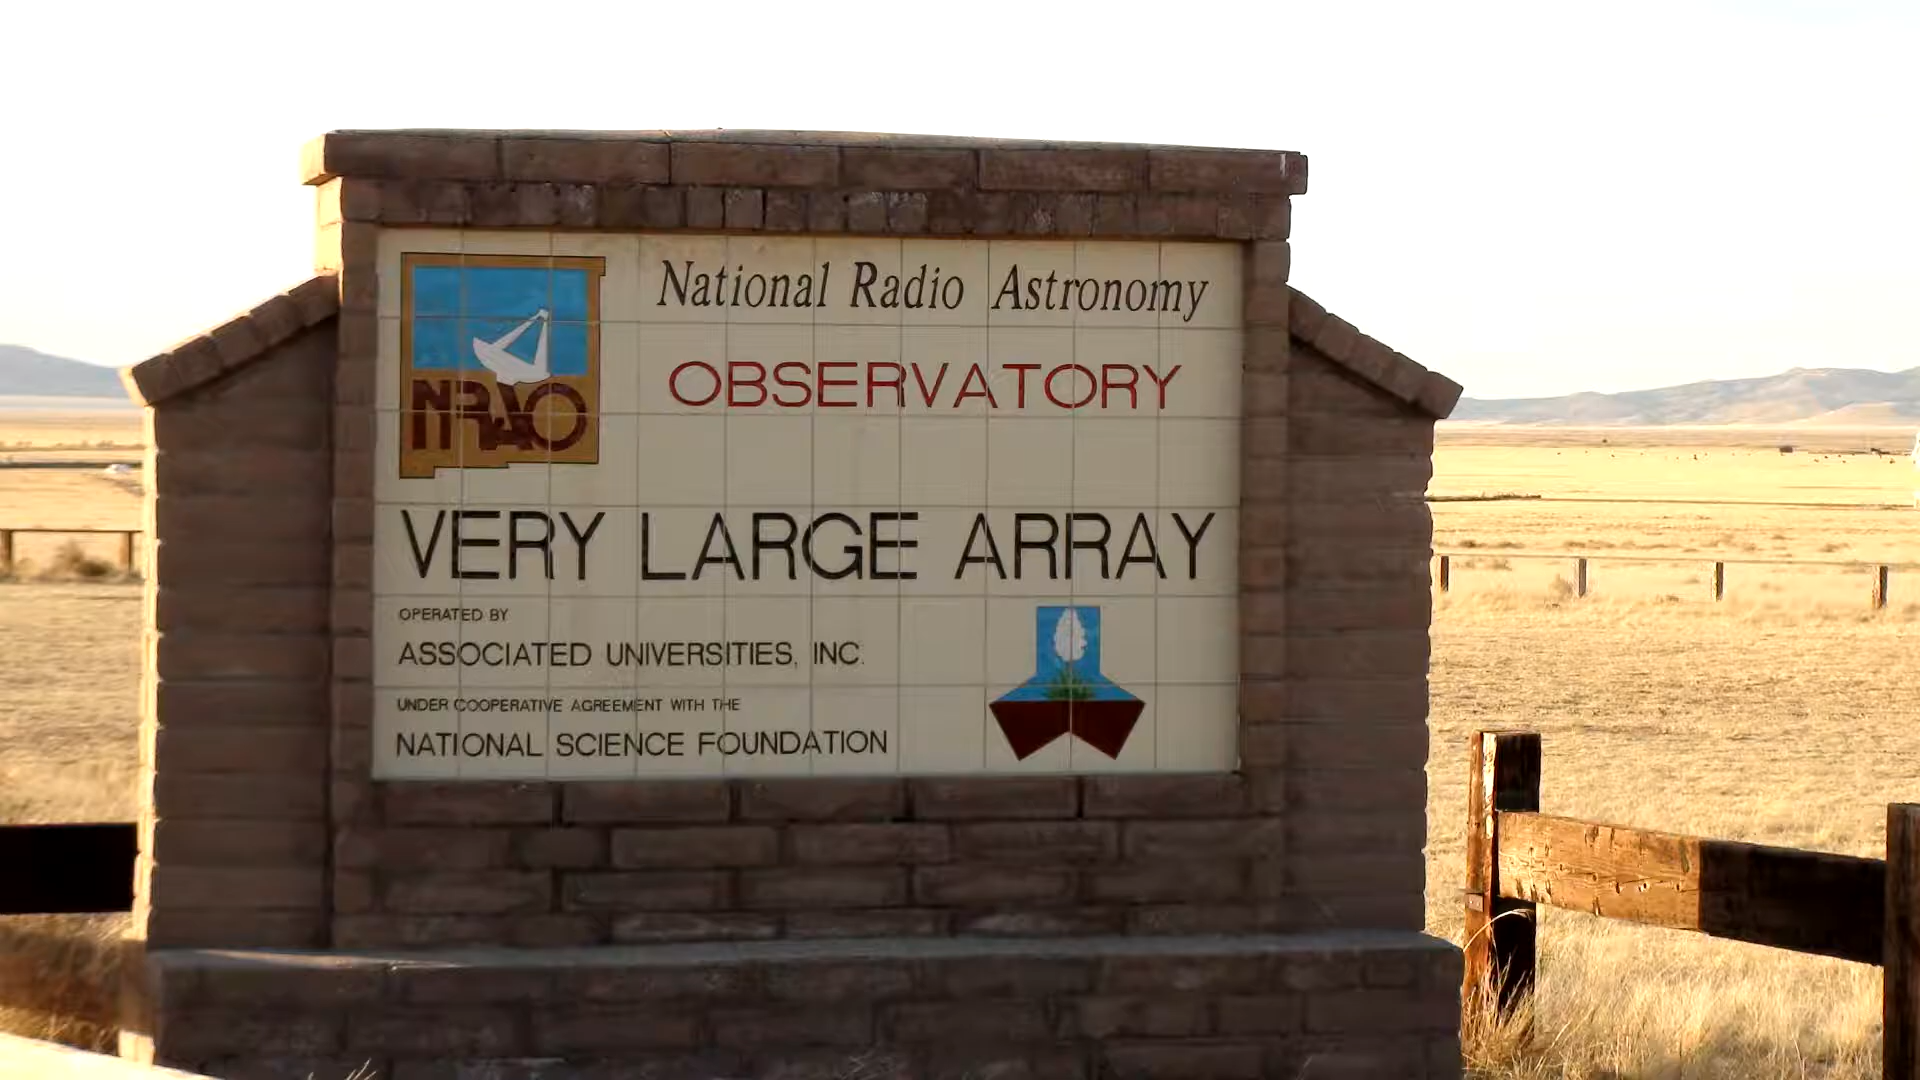 National Radio Astronomy
OBSERVATORY
NRAO
VERY LARGE ARRAY
OPERATED BY
ASSOCIATED UNIVERSITIES, INC.
UNDER COOPERATIVE AGREEMENT WITH THE
NATIONAL SCIENCE FOUNDATION